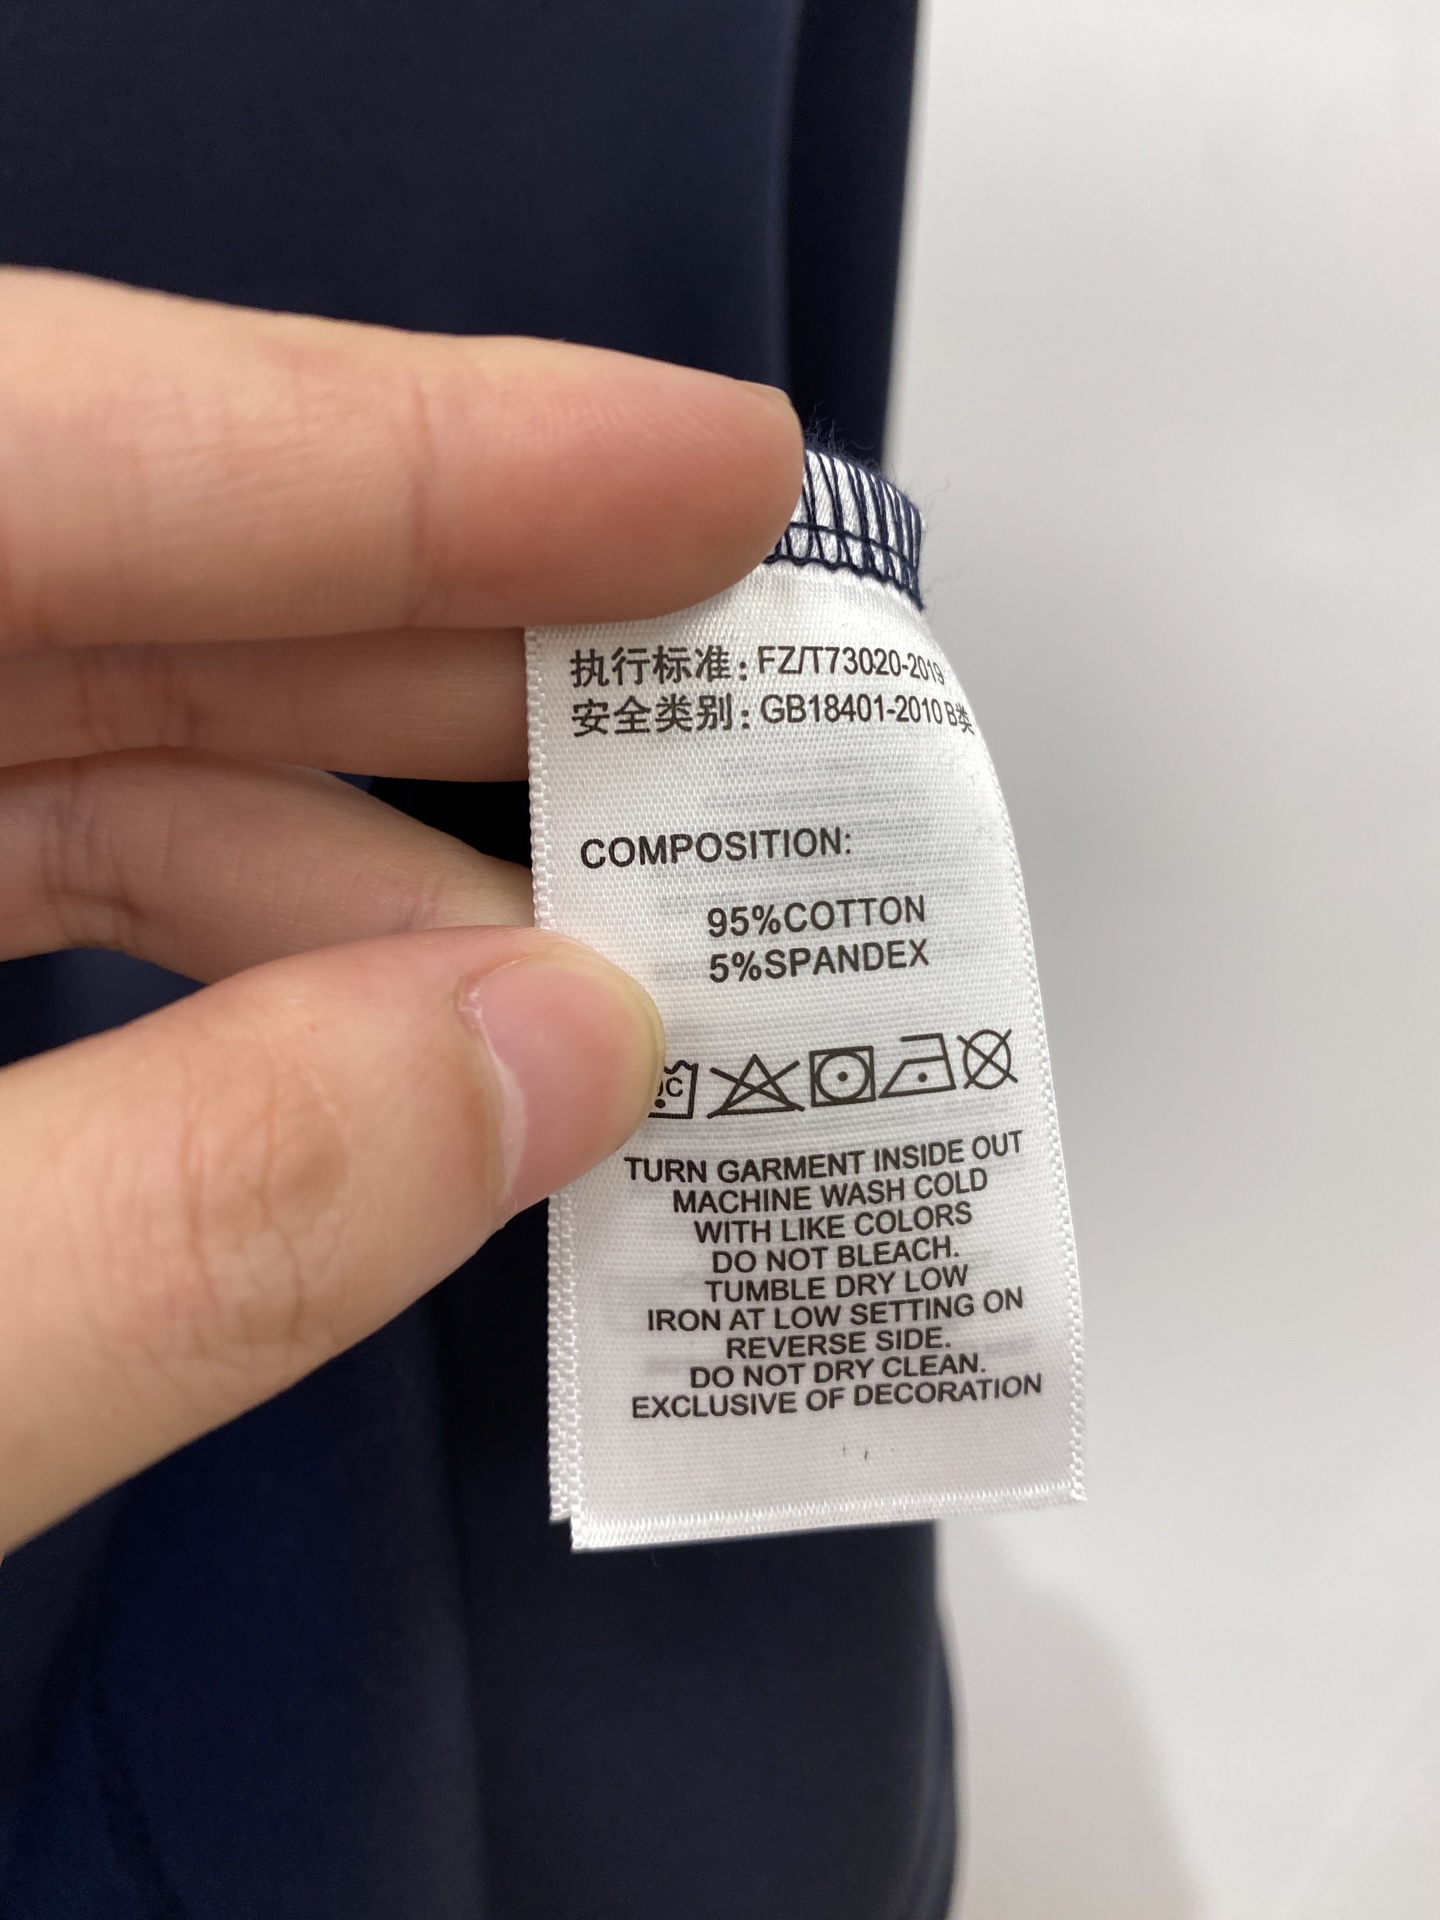 执行标准: FZ/T73020-2019
安全类别: GB18401-2010 B类
COMPOSITION:
95%COTTON
5%SPANDEX
TURN GARMENT INSIDE OUT
MACHINE WASH COLD
WITH LIKE COLORS
DO NOT BLEACH.
TUMBLE DRY LOW
IRON AT LOW SETTING ON
REVERSE SIDE.
DO NOT DRY CLEAN.
EXCLUSIVE OF DECORATION